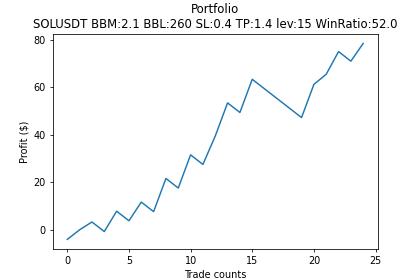 Portfolio
SOLUSDT BBM:2.1 BBL:260 SL:0.4 TP:1.4 lev:15 WinRatio:52.0
80
60
40
20
0
Profit ($)
0 5 10 15 20 25
Trade counts